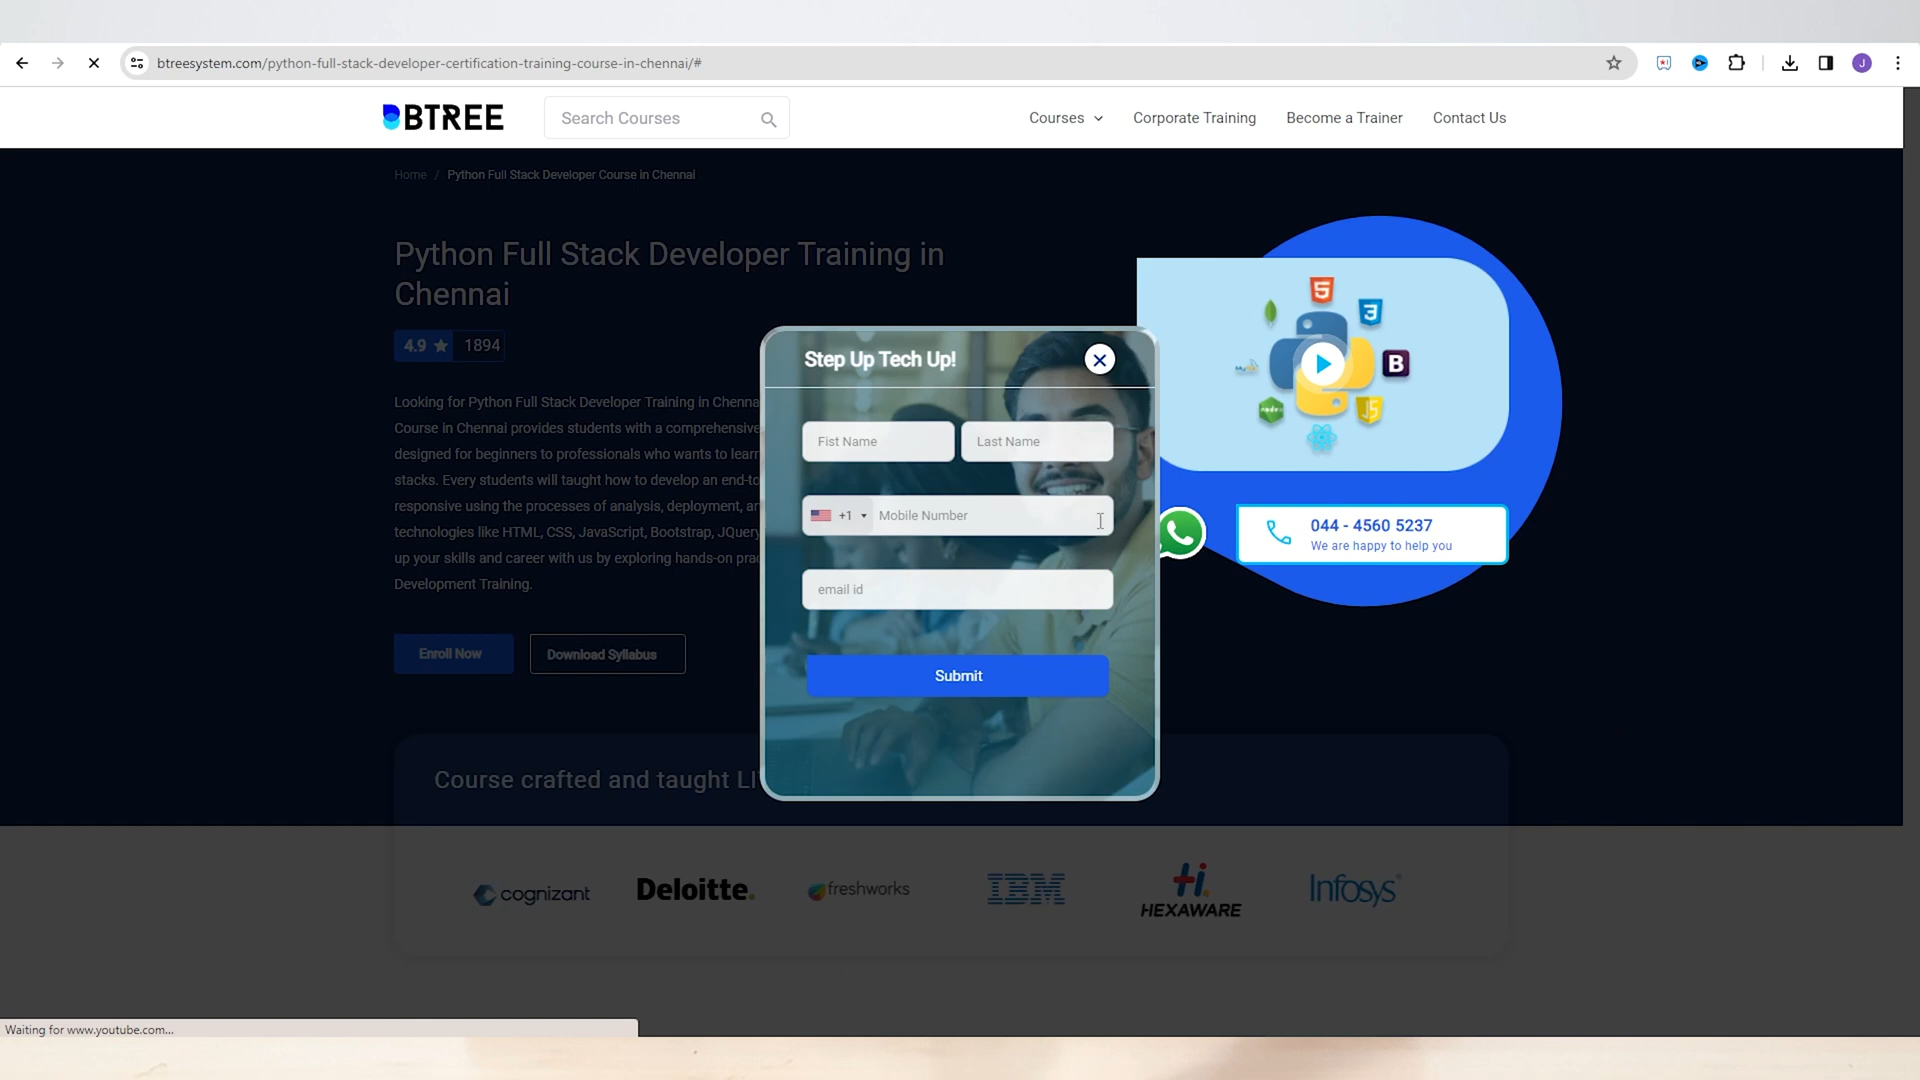 btreesystem.com/python-full-stack-developer-certification-training-course-in-chennai/#
J
BTREE
Search Courses
Courses
Corporate Training
Become a Trainer
Contact Us
Home / Python Full Stack Developer Course in Chennai
Python Full Stack Developer Training in
Chennai
4.9 ★ 1894
Looking for Python Full Stack Developer Training in
Course in Chennai provides students with a comprehensive
designed for beginners to professionals who wants to learn
stacks. Every students will taught how to develop an
responsive using the processes of analysis, deployment,
technologies like HTML, CSS, JavaScript, Bootstrap, JQuery
up your skills and career with us by exploring hands-on
Development Training.
Enroll Now
Download Syllabus
Step Up Tech Up!
Fist Name
Last Name
+1
Mobile Number
email id
Submit
5
3
B
JS
node
044 - 4560 5237
We are happy to help you
Course crafted and taught
cognizant
Deloitte.
freshworks
IBM
HEXAWARE
Infosys
Waiting for www.youtube.com...